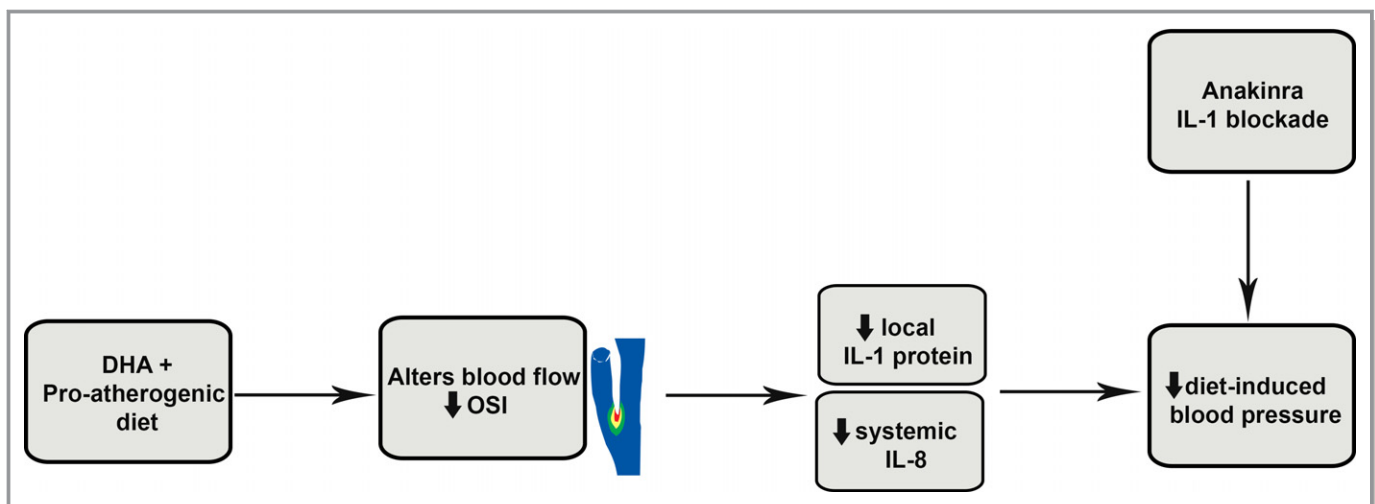 Anakinra
IL-1 blockade
DHA +
Pro-atherogenic
diet
Alters blood flow
⬇ OSI
⬇ local
IL-1 protein
⬇ systemic
IL-8
⬇ diet-induced
blood pressure